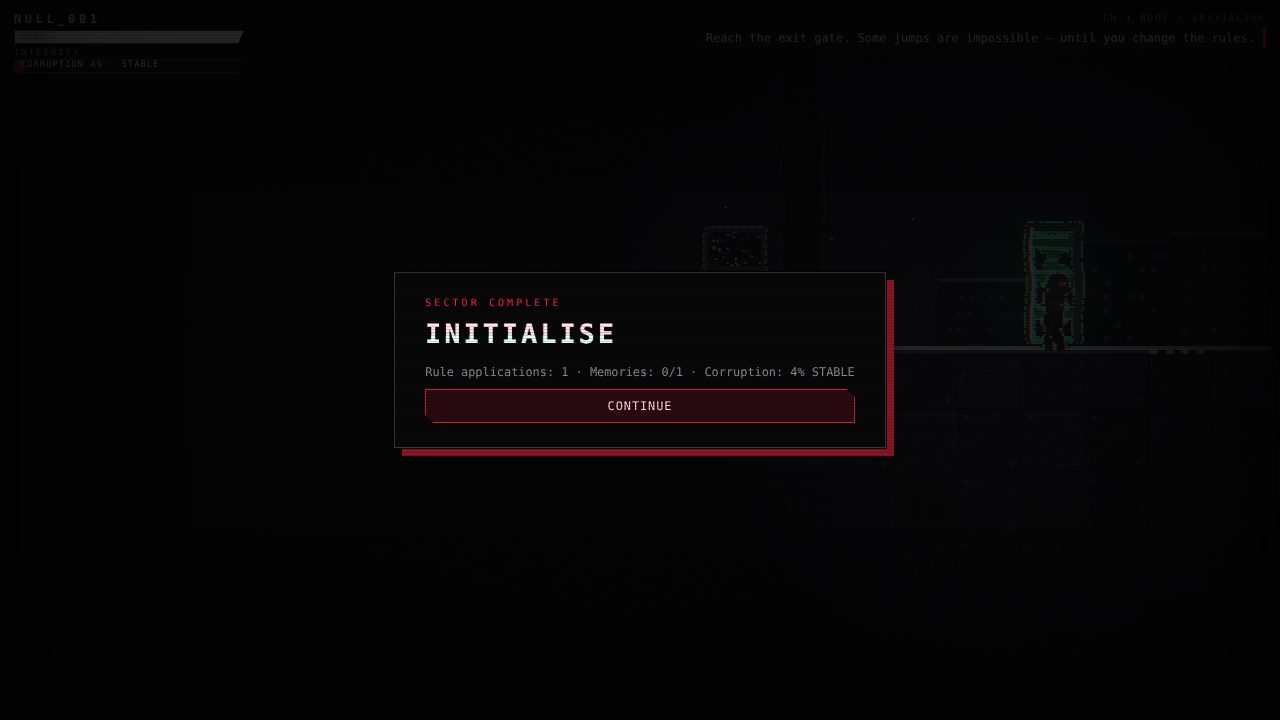 NULL_001
INTEGRITY
CORRUPTION 4% · STABLE
CH.1 BOOT / INITIALISE
Reach the exit gate. Some jumps are impossible — until you change the rules.
SECTOR COMPLETE
INITIALISE
Rule applications: 1 · Memories: 0/1 · Corruption: 4% STABLE
CONTINUE